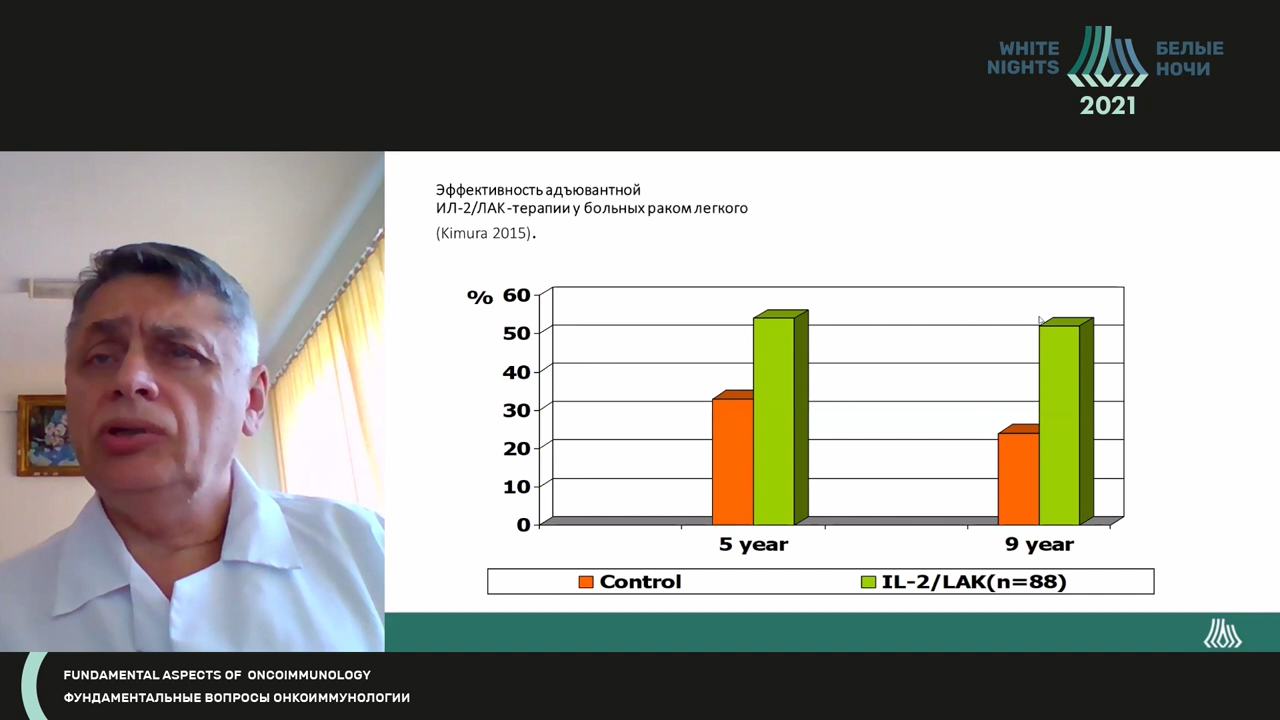 WHITE
NIGHTS
БЕЛЫЕ
НОЧИ
2021
Эффективность адъювантной
ИЛ-2/ЛАК-терапии у больных раком легкого
(Kimura 2015).
% 60
50
40
30
20
10
0
5 year
9 year
Control
IL-2/LAK(n=88)
FUNDAMENTAL ASPECTS OF ONCOIMMUNOLOGY
ФУНДАМЕНТАЛЬНЫЕ ВОПРОСЫ ОНКОИММУНОЛОГИИ